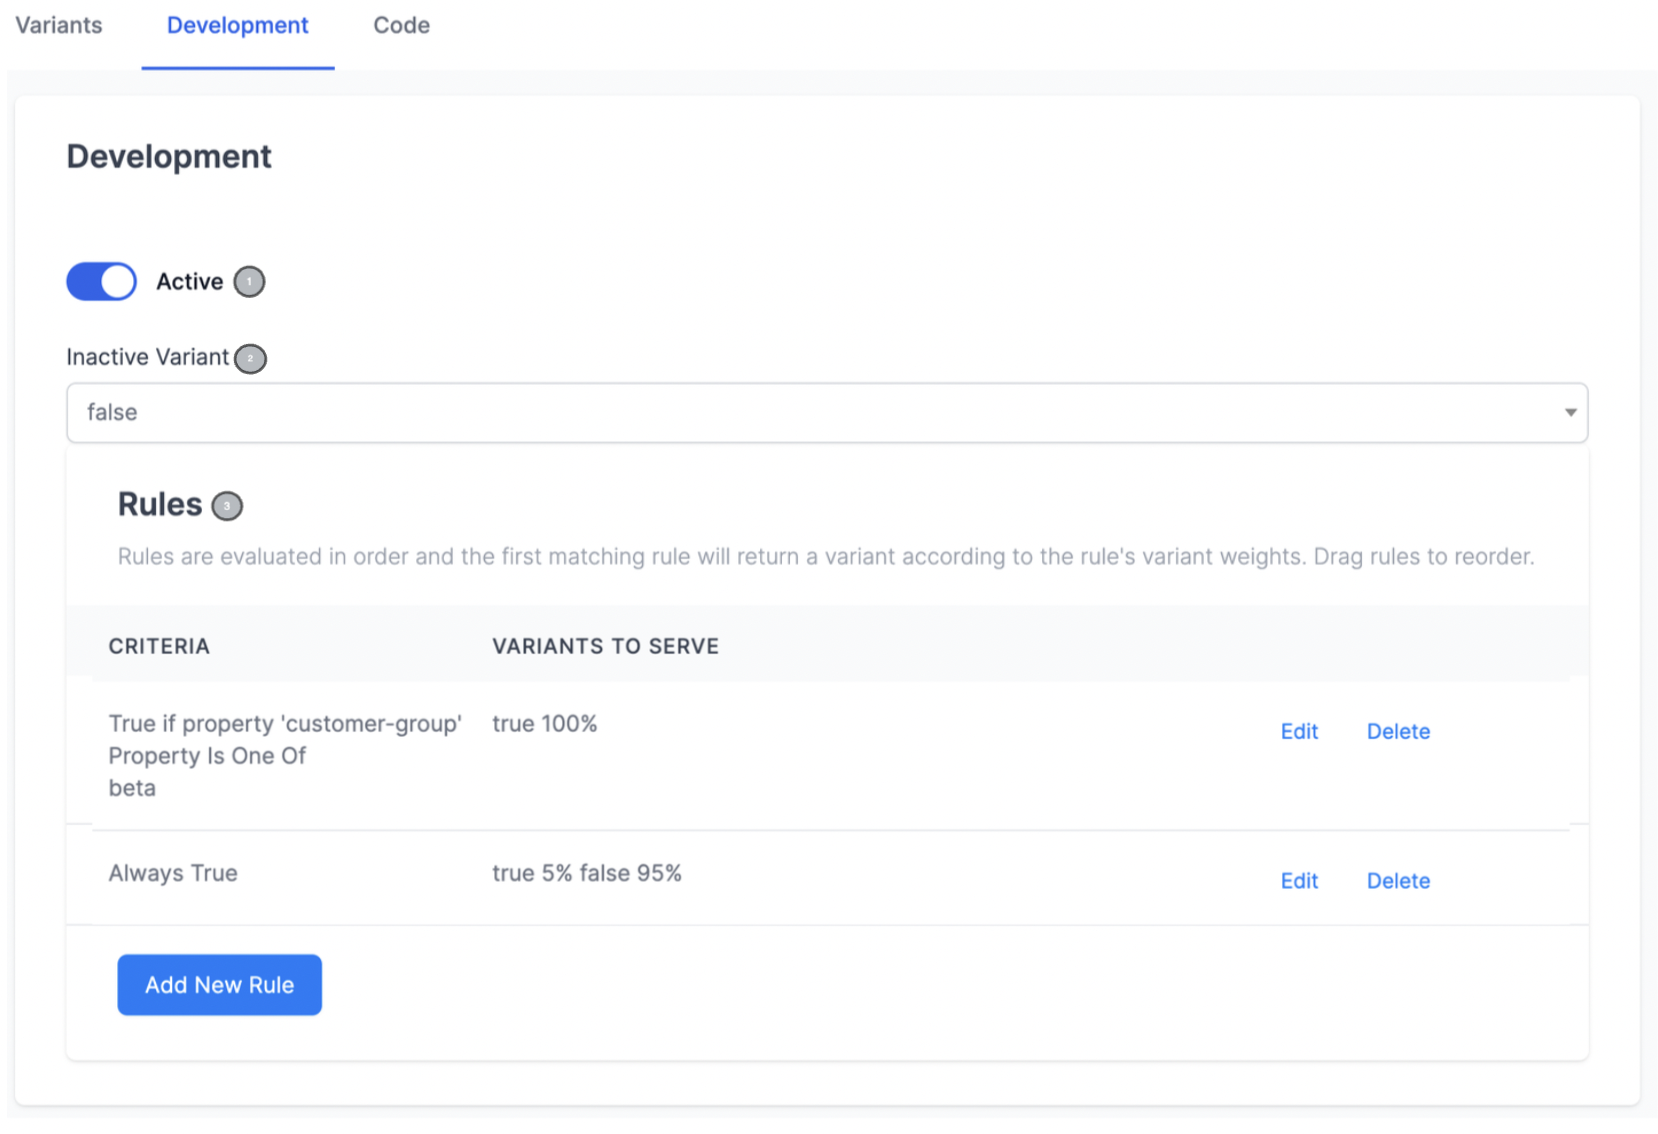 Variants Development Code
Development
Active 1
Inactive Variant 2
false
Rules 3
Rules are evaluated in order and the first matching rule will return a variant according to the rule's variant weights. Drag rules to reorder.
CRITERIA VARIANTS TO SERVE
True if property 'customer-group' true 100% Edit Delete
Property Is One Of
beta
Always True true 5% false 95% Edit Delete
Add New Rule